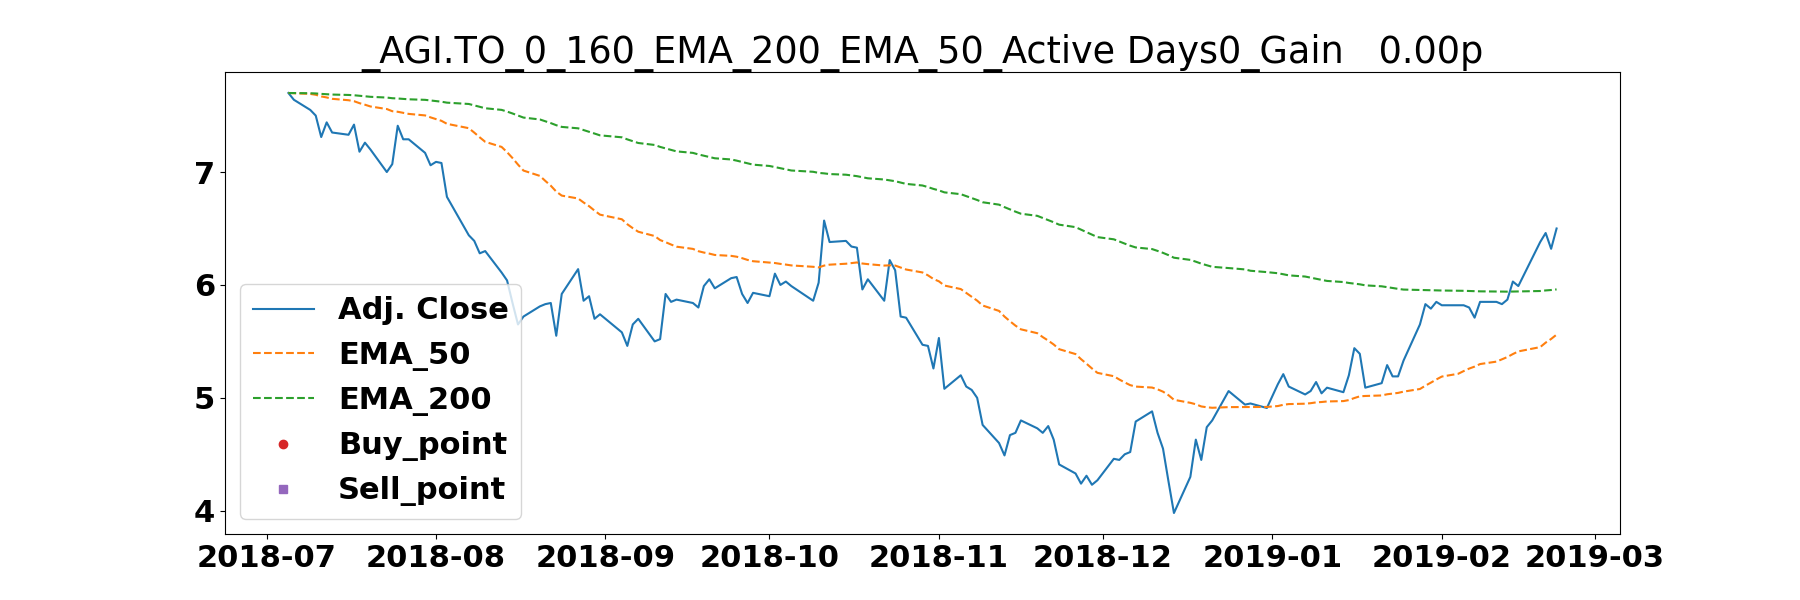 _AGI.TO_0_160_EMA_200_EMA_50_Active Days0_Gain   0.00p
7
6
5
4
Adj. Close
EMA_50
EMA_200
Buy_point
Sell_point
2018-07 2018-08 2018-09 2018-10 2018-11 2018-12 2019-01 2019-02 2019-03